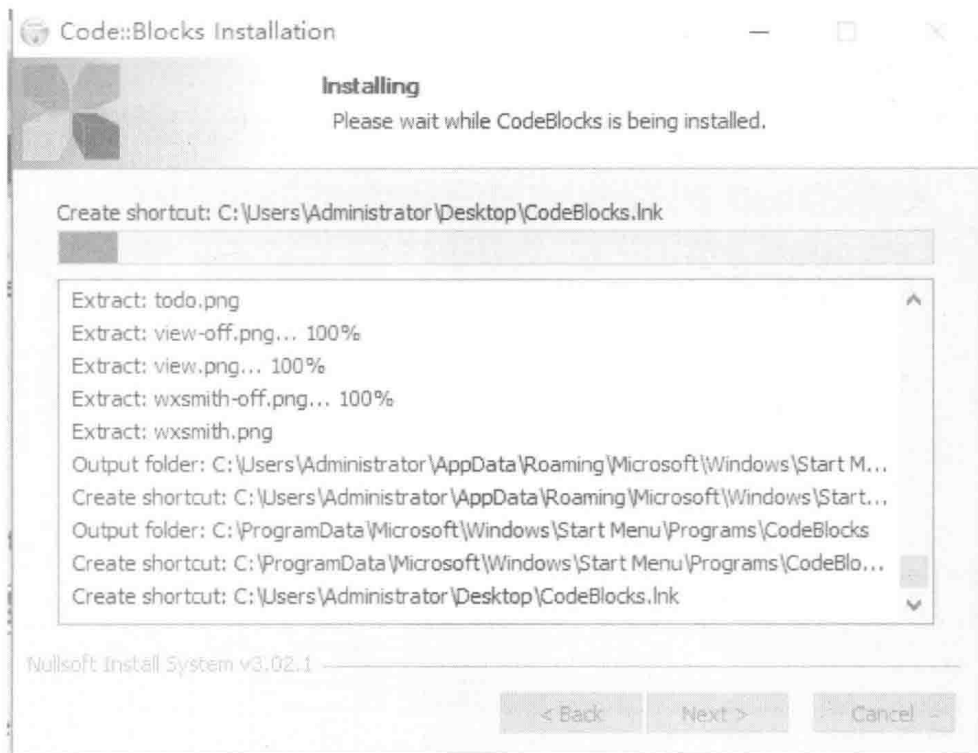 Code::Blocks Installation
Installing
Please wait while CodeBlocks is being installed.
Create shortcut: C:\Users\Administrator\Desktop\CodeBlocks.lnk
Extract: todo.png
Extract: view-off.png... 100%
Extract: view.png... 100%
Extract: wxsmith-off.png... 100%
Extract: wxsmith.png
Output folder: C:\Users\Administrator\AppData\Roaming\Microsoft\Windows\Start M...
Create shortcut: C:\Users\Administrator\AppData\Roaming\Microsoft\Windows\Start...
Output folder: C:\ProgramData\Microsoft\Windows\Start Menu\Programs\CodeBlocks
Create shortcut: C:\ProgramData\Microsoft\Windows\Start Menu\Programs\CodeBlo...
Create shortcut: C:\Users\Administrator\Desktop\CodeBlocks.lnk
Nullsoft Install System v3.02.1
< Back Next > Cancel